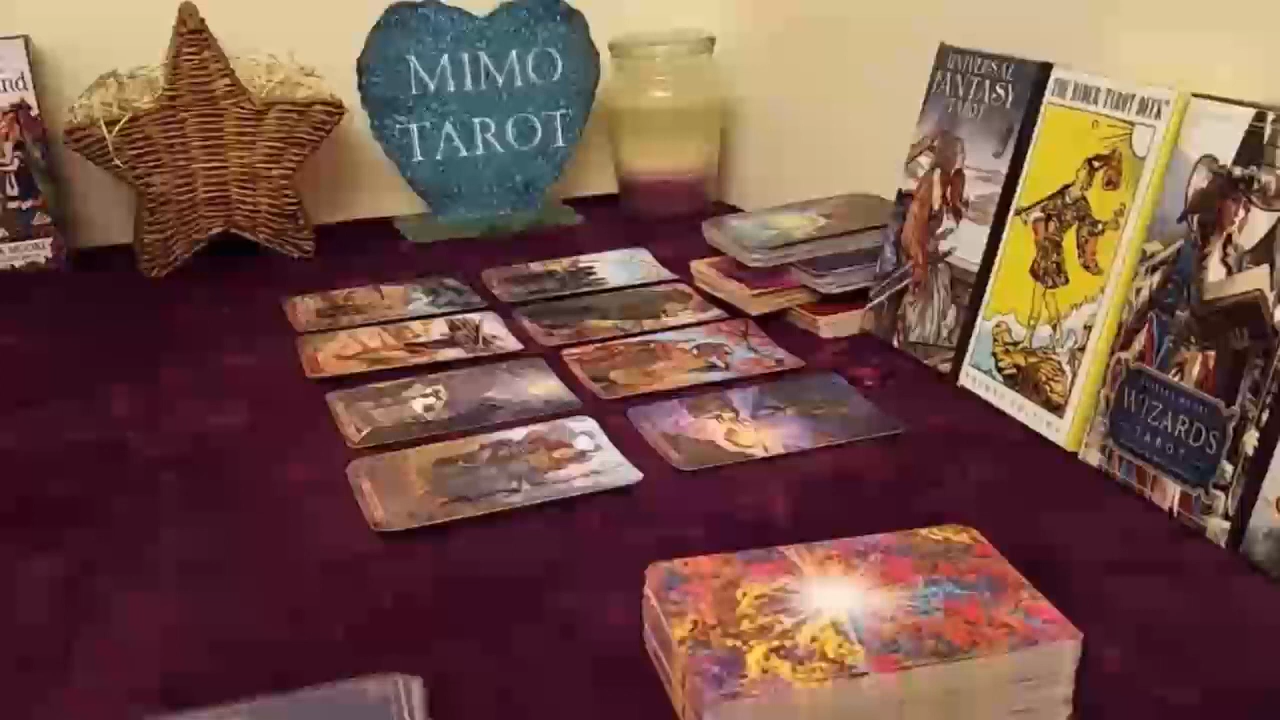 MIMO
TAROT
UNIVERSAL
FANTASY
TAROT
THE RIDER TAROT DECK
WIZARDS
TAROT